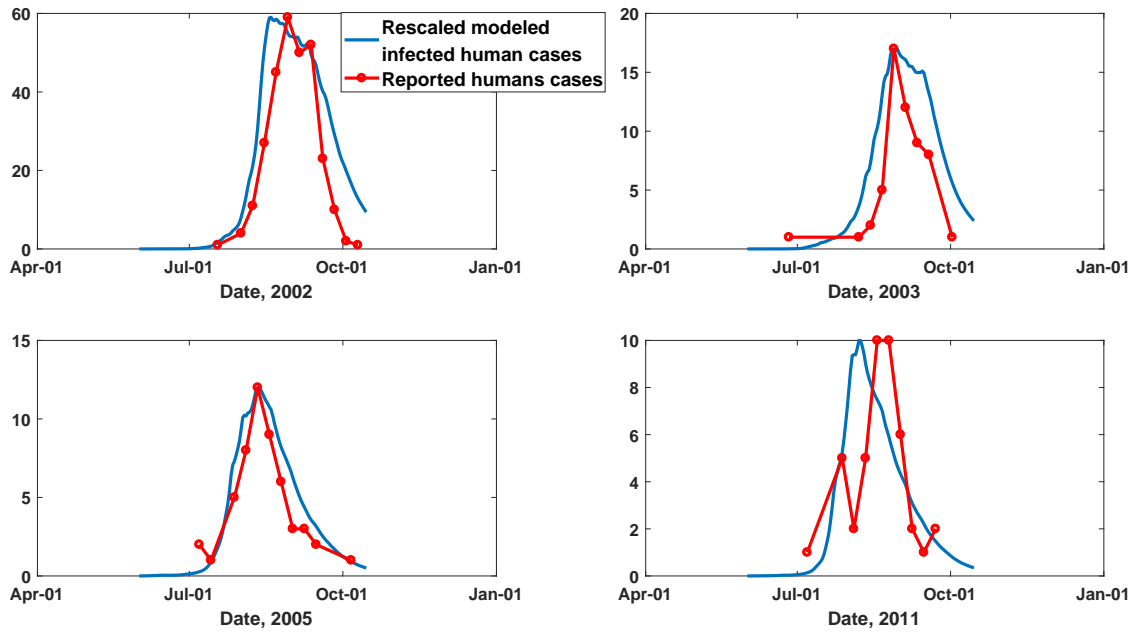 60
40
20
0
Apr-01
Jul-01
Oct-01
Jan-01
Date, 2002
Rescaled modeled
infected human cases
Reported humans cases
20
15
10
5
0
Apr-01
Jul-01
Oct-01
Jan-01
Date, 2003
15
10
5
0
Apr-01
Jul-01
Oct-01
Jan-01
Date, 2005
10
8
6
4
2
0
Apr-01
Jul-01
Oct-01
Jan-01
Date, 2011